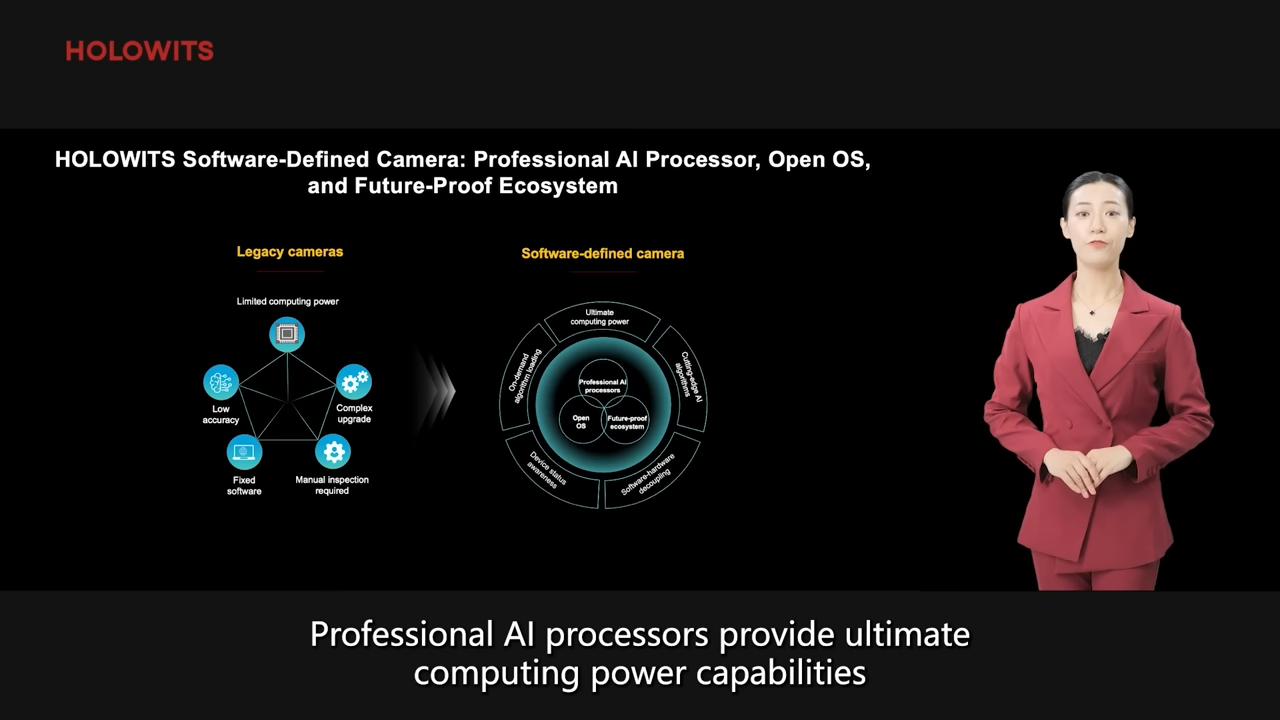 HOLOWITS
HOLOWITS Software-Defined Camera: Professional AI Processor, Open OS,
and Future-Proof Ecosystem
Legacy cameras
Limited computing power
Low
accuracy
Complex
upgrade
Fixed
software
Manual inspection
required
Software-defined camera
Ultimate
computing power
On-demand
algorithm loading
Cutting-edge AI
algorithms
Professional AI
processors
Open
OS
Future-proof
ecosystem
Device status
awareness
Software-hardware
decoupling
Professional AI processors provide ultimate
computing power capabilities